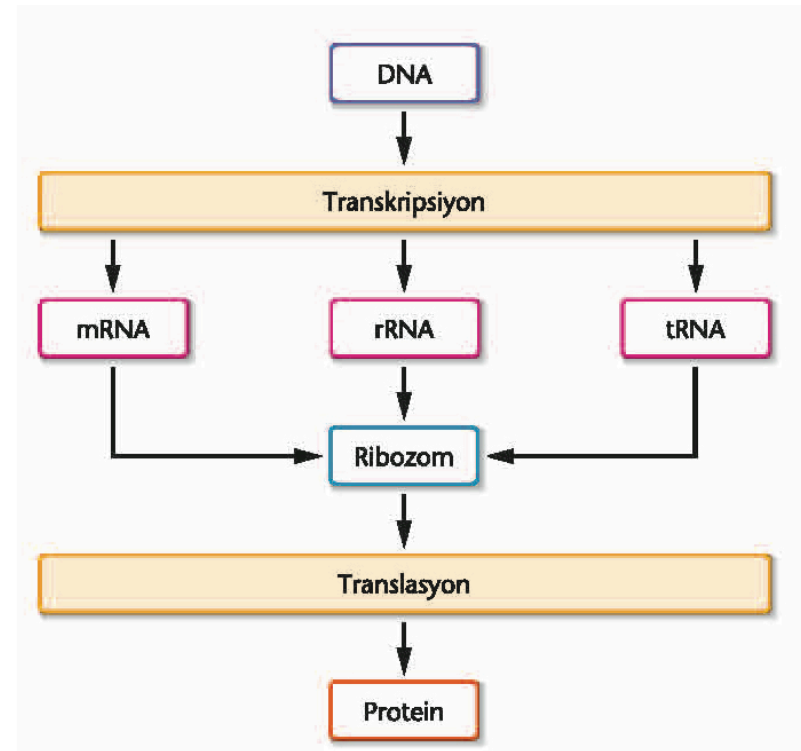 DNA
Transkripsiyon
mRNA
rRNA
tRNA
Ribozom
Translasyon
Protein